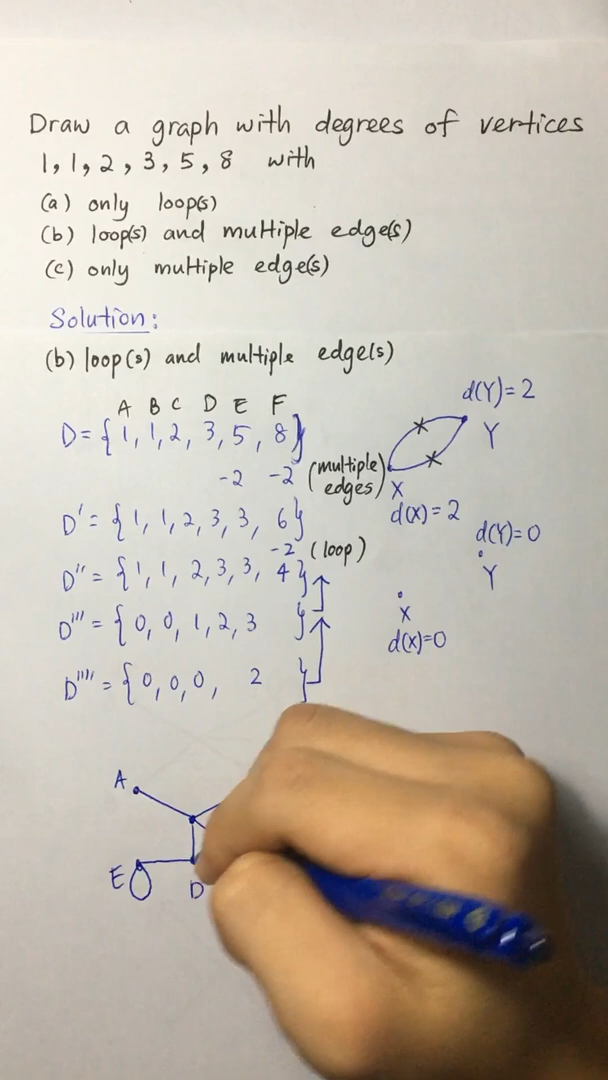 Draw a graph with degrees of vertices
1, 1, 2, 3, 5, 8 with
(a) only loop(s)
(b) loop(s) and multiple edge(s)
(c) only multiple edge(s)
Solution:
(b) loop(s) and multiple edge(s)
A B C D E F
D = {1, 1, 2, 3, 5, 8}
-2 -2 (multiple edges)
D' = {1, 1, 2, 3, 3, 6}
-2 (loop)
D'' = {1, 1, 2, 3, 3, 4}
D''' = {0, 0, 1, 2, 3 }
D'''' = {0, 0, 0, 2 }
d(Y)=2
Y
X
d(X)=2
d(Y)=0
Y
X
d(X)=0
A
E
D